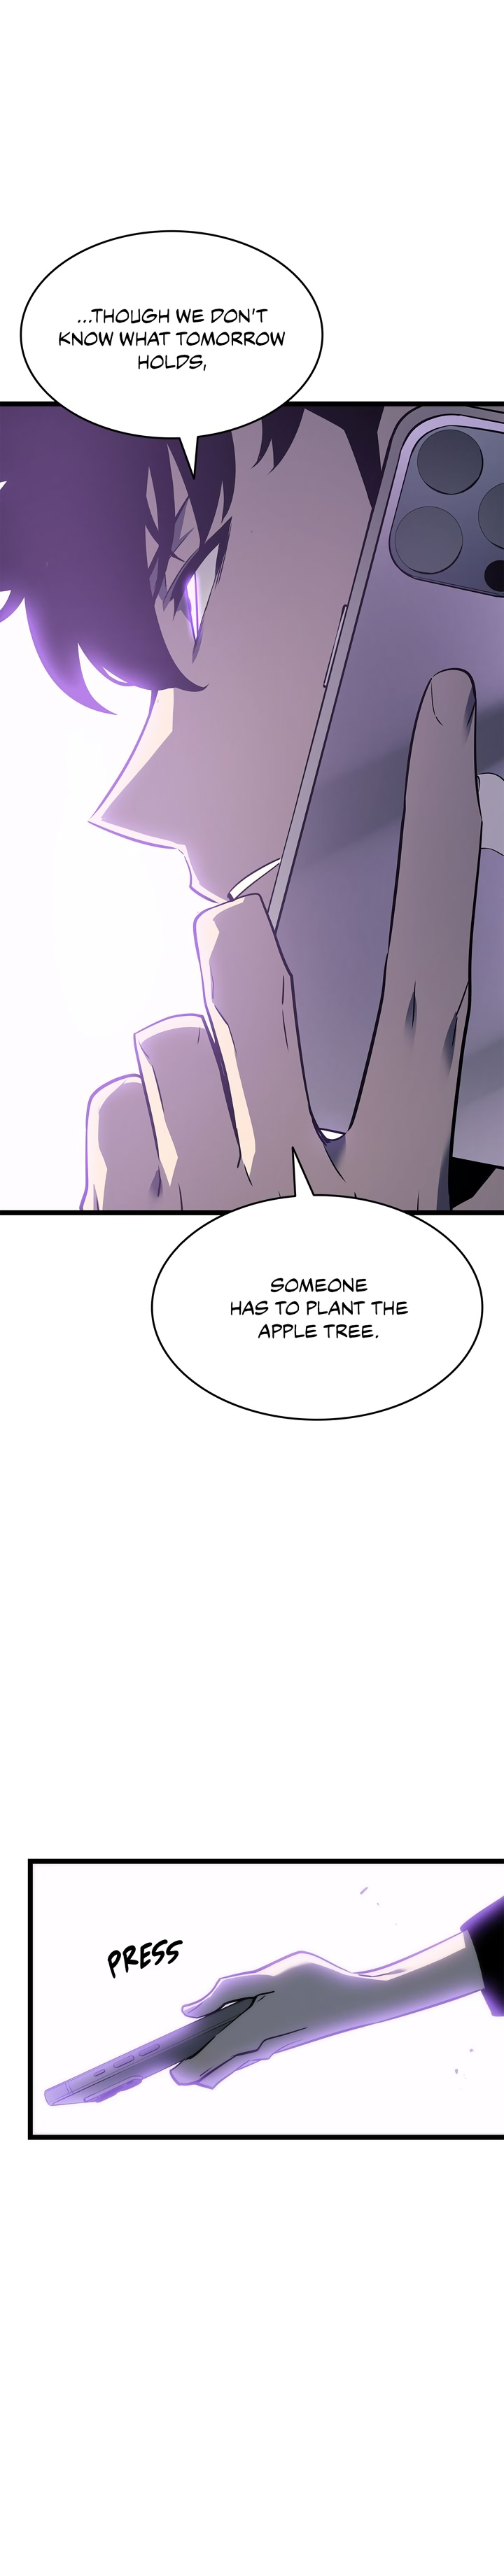 ...THOUGH WE DON'T
KNOW WHAT TOMORROW
HOLDS,
SOMEONE
HAS TO PLANT THE
APPLE TREE.
PRESS